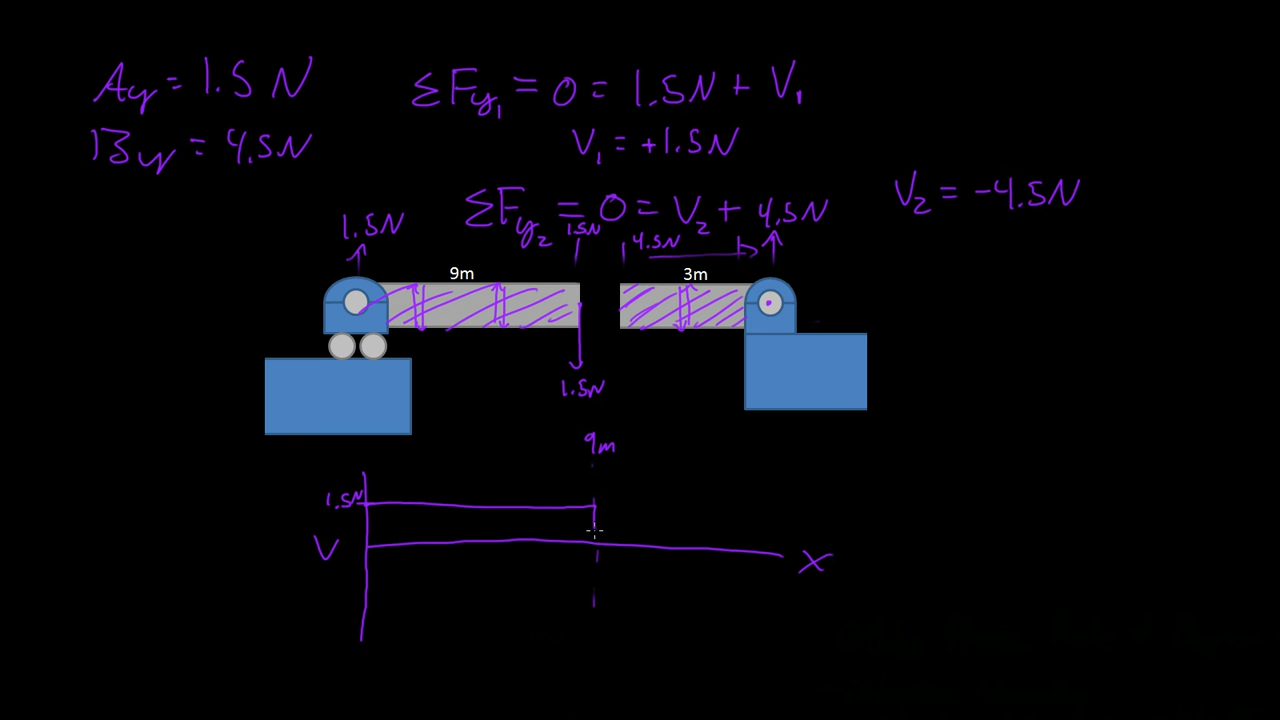 Ay = 1.5 N
ΣFy₁ = 0 = 1.5N + V₁
By = 4.5N
V₁ = +1.5N
V₂ = -4.5N
ΣFy₂ = 0 = V₂ + 4.5N
1.5N
1.5N
4.5N
9m
3m
1.5N
9m
1.5N
V
X